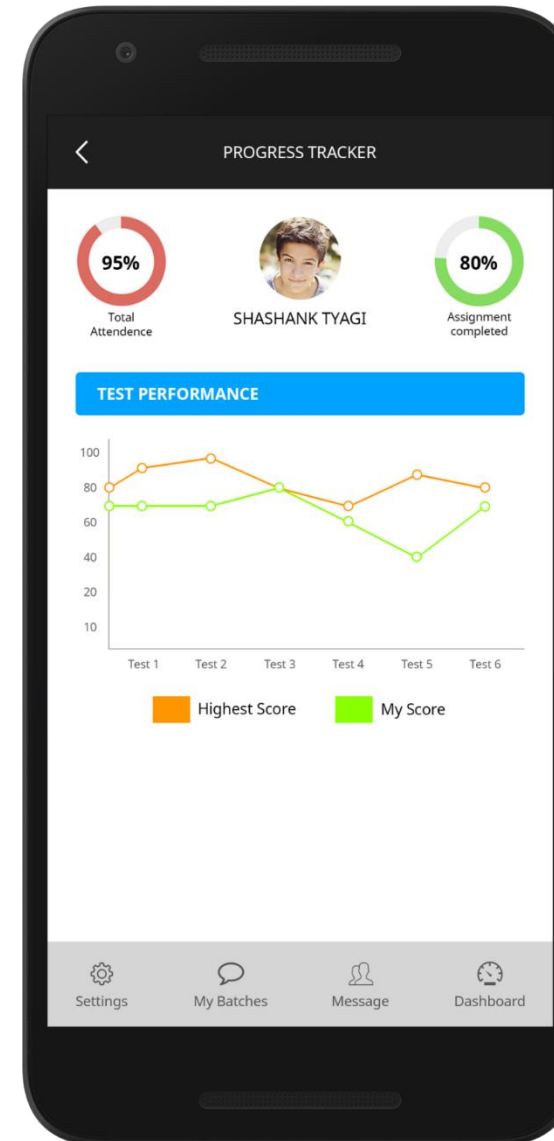 PROGRESS TRACKER
95%
Total
Attendence
SHASHANK TYAGI
80%
Assignment
completed
TEST PERFORMANCE
100
80
60
40
20
10
Test 1 Test 2 Test 3 Test 4 Test 5 Test 6
Highest Score My Score
Settings My Batches Message Dashboard